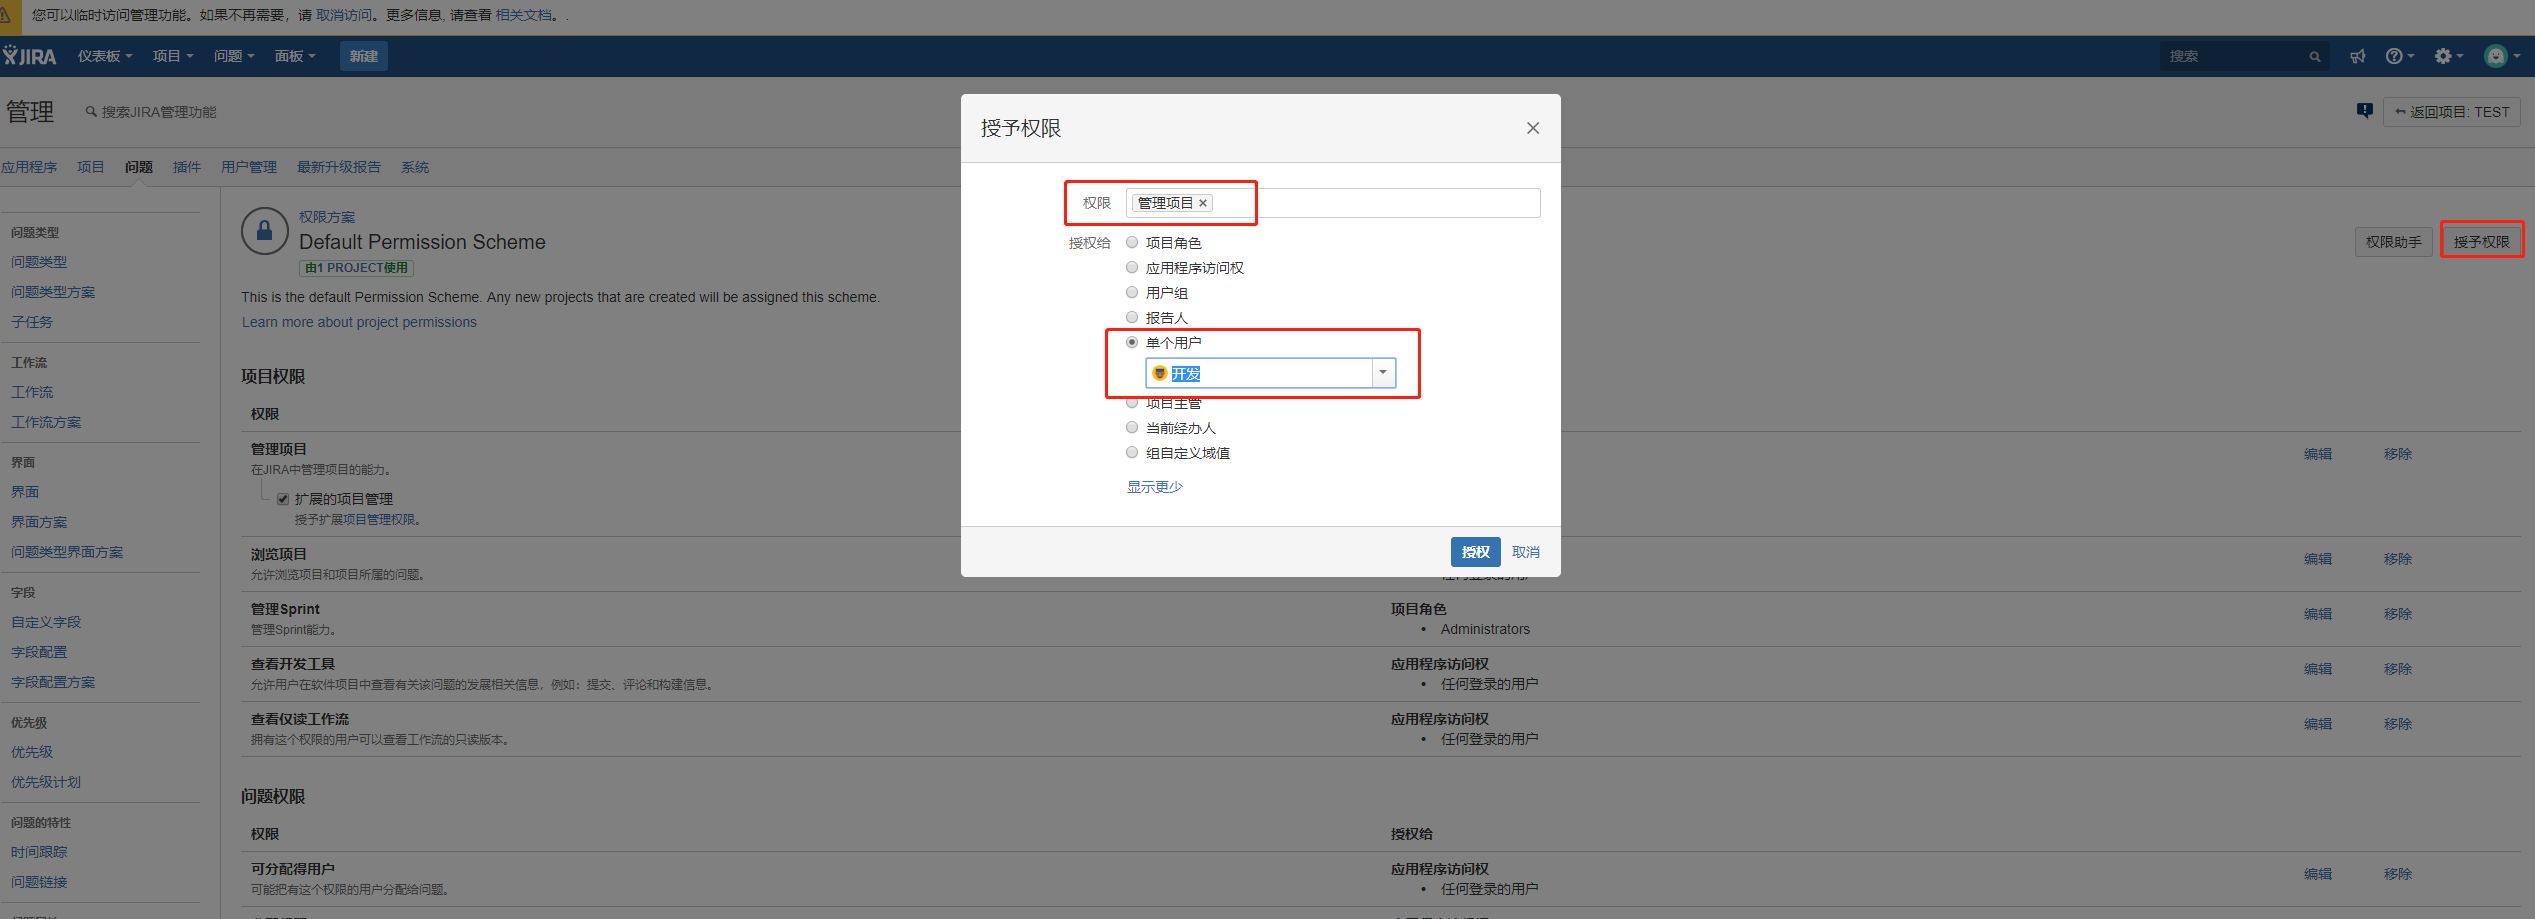 您可以临时访问管理功能。如果不再需要，请 取消访问。更多信息, 请查看 相关文档。.
JIRA 仪表板 项目 问题 面板 新建 搜索
管理 搜索JIRA管理功能 返回项目: TEST
应用程序 项目 问题 插件 用户管理 最新升级报告 系统
问题类型
问题类型
问题类型方案
子任务
工作流
工作流
工作流方案
界面
界面
界面方案
问题类型界面方案
字段
自定义字段
字段配置
字段配置方案
优先级
优先级
优先级计划
问题的特性
时间跟踪
问题链接
权限方案
Default Permission Scheme
由1 PROJECT使用
权限助手 授予权限
This is the default Permission Scheme. Any new projects that are created will be assigned this scheme.
Learn more about project permissions
项目权限
权限
管理项目
在JIRA中管理项目的能力。
扩展的项目管理
授予扩展项目管理权限。
编辑 移除
浏览项目
允许浏览项目和项目所属的问题。
任何登录的用户
编辑 移除
管理Sprint
管理Sprint能力。
项目角色
• Administrators
编辑 移除
查看开发工具
允许用户在软件项目中查看有关该问题的发展相关信息，例如：提交、评论和构建信息。
应用程序访问权
• 任何登录的用户
编辑 移除
查看仅读工作流
拥有这个权限的用户可以查看工作流的只读版本。
应用程序访问权
• 任何登录的用户
编辑 移除
问题权限
权限 授权给
可分配得用户
可能把有这个权限的用户分配给问题。
应用程序访问权
• 任何登录的用户
编辑 移除
授予权限
权限 管理项目
授权给 项目角色
应用程序访问权
用户组
报告人
单个用户
开发
项目主管
当前经办人
组自定义域值
显示更少
授权 取消